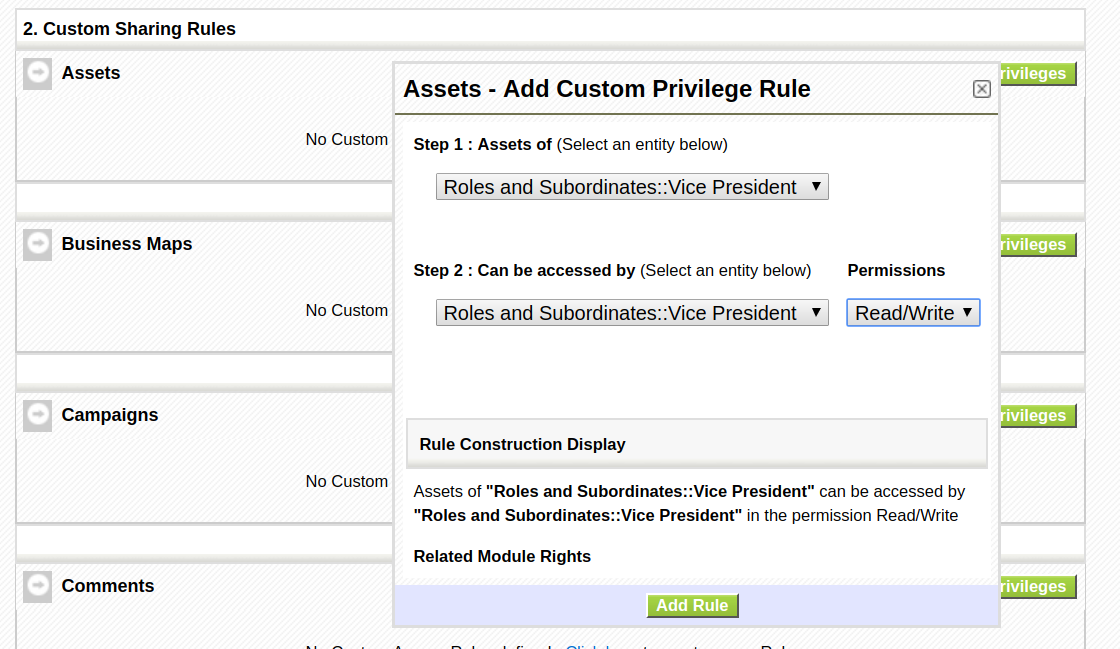 2. Custom Sharing Rules
Assets
rivileges
Assets - Add Custom Privilege Rule
No Custom
Step 1 : Assets of (Select an entity below)
Roles and Subordinates::Vice President
Business Maps
rivileges
Step 2 : Can be accessed by (Select an entity below) Permissions
No Custom
Roles and Subordinates::Vice President Read/Write
Campaigns
rivileges
Rule Construction Display
No Custom
Assets of "Roles and Subordinates::Vice President" can be accessed by
"Roles and Subordinates::Vice President" in the permission Read/Write
Related Module Rights
Comments
rivileges
Add Rule